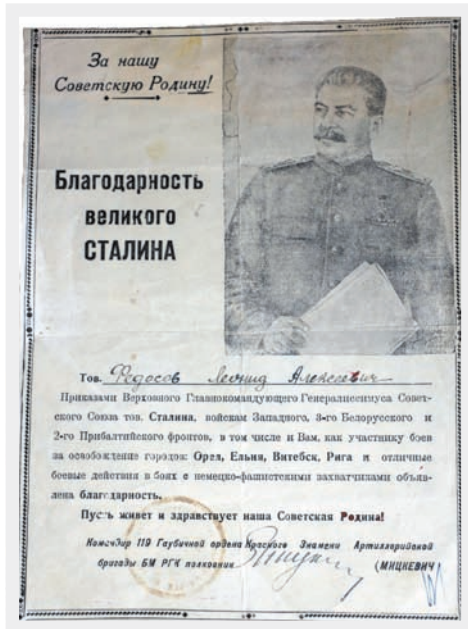 За нашу
Советскую Родину!
Благодарность
великого
СТАЛИНА
Тов. Федосов Леонид Алексеевич
Приказами Верховного Главнокомандующего Генералиссимуса Совет-
ского Союза тов. Сталина, войскам Западного, 3-го Белорусского и
2-го Прибалтийского фронтов, в том числе и Вам, как участнику боев
за освобождение городов: Орел, Ельня, Витебск, Рига и отличные
боевые действия в боях с немецко-фашистскими захватчиками объяв-
лена благодарность.
Пусть живет и здравствует наша Советская Родина!
Командир 119 Гаубичной ордена Красного Знамени Артиллерийской
бригады БМ РГК полковник (МИЦКЕВИЧ